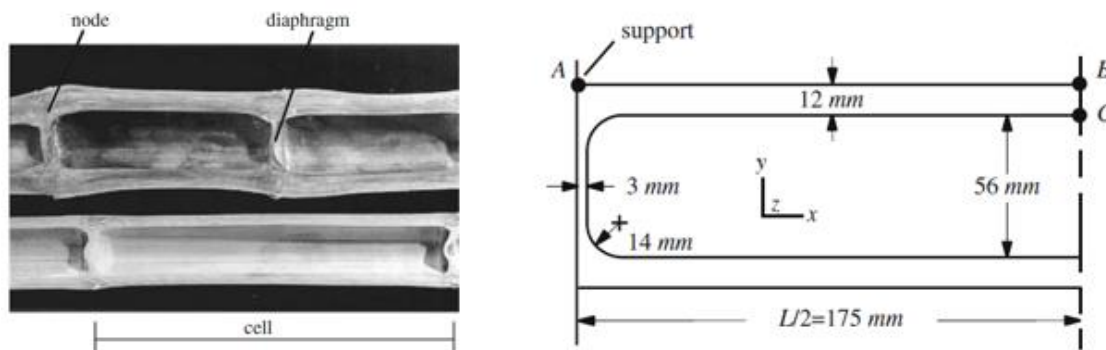 node
diaphragm
cell
support
A
B
12 mm
C
y
3 mm
z
x
56 mm
14 mm
L/2=175 mm